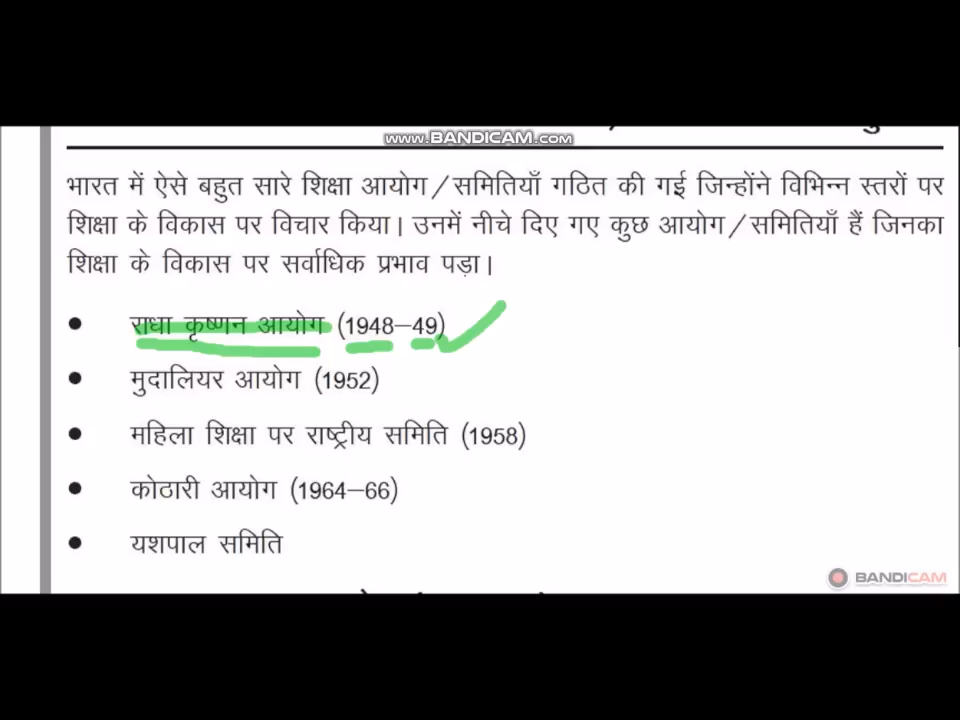 www.BANDICAM.com
भारत में ऐसे बहुत सारे शिक्षा आयोग/समितियाँ गठित की गई जिन्होंने विभिन्न स्तरों पर
शिक्षा के विकास पर विचार किया। उनमें नीचे दिए गए कुछ आयोग/समितियाँ हैं जिनका
शिक्षा के विकास पर सर्वाधिक प्रभाव पड़ा।
• राधा कृष्णन आयोग (1948–49)
• मुदालियर आयोग (1952)
• महिला शिक्षा पर राष्ट्रीय समिति (1958)
• कोठारी आयोग (1964–66)
• यशपाल समिति
BANDICAM